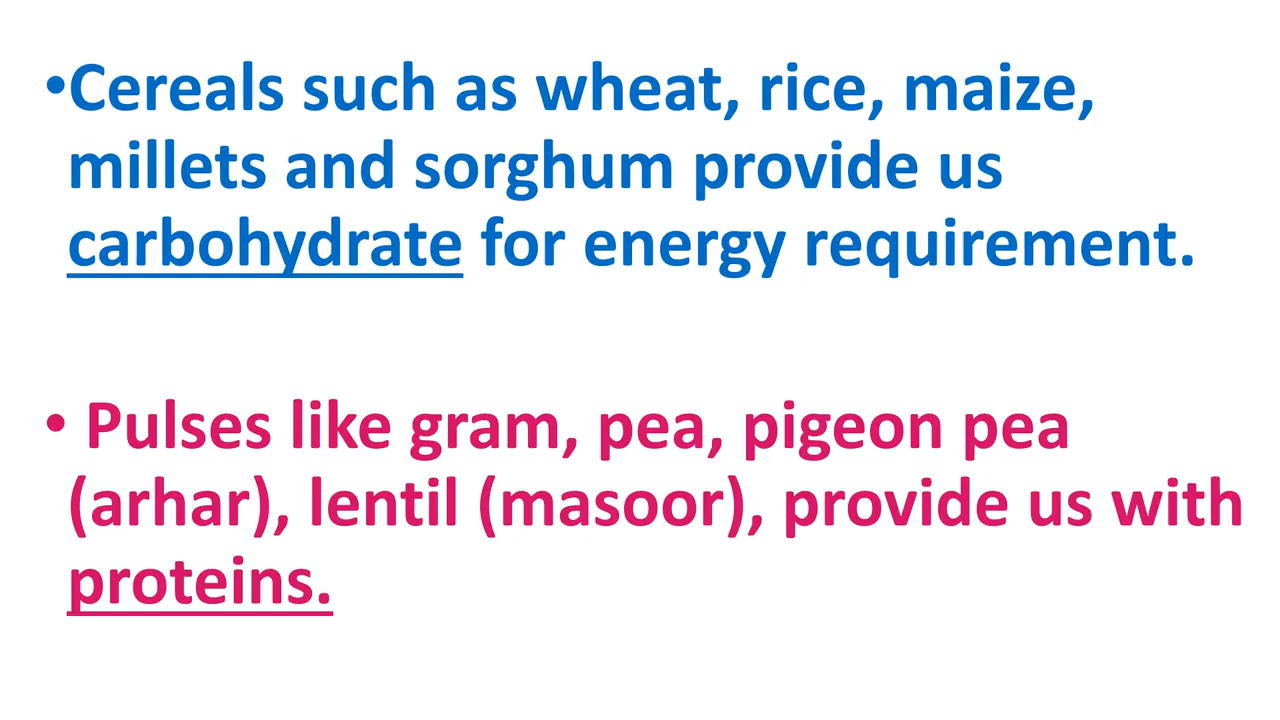 •Cereals such as wheat, rice, maize,
millets and sorghum provide us
carbohydrate for energy requirement.
• Pulses like gram, pea, pigeon pea
(arhar), lentil (masoor), provide us with
proteins.